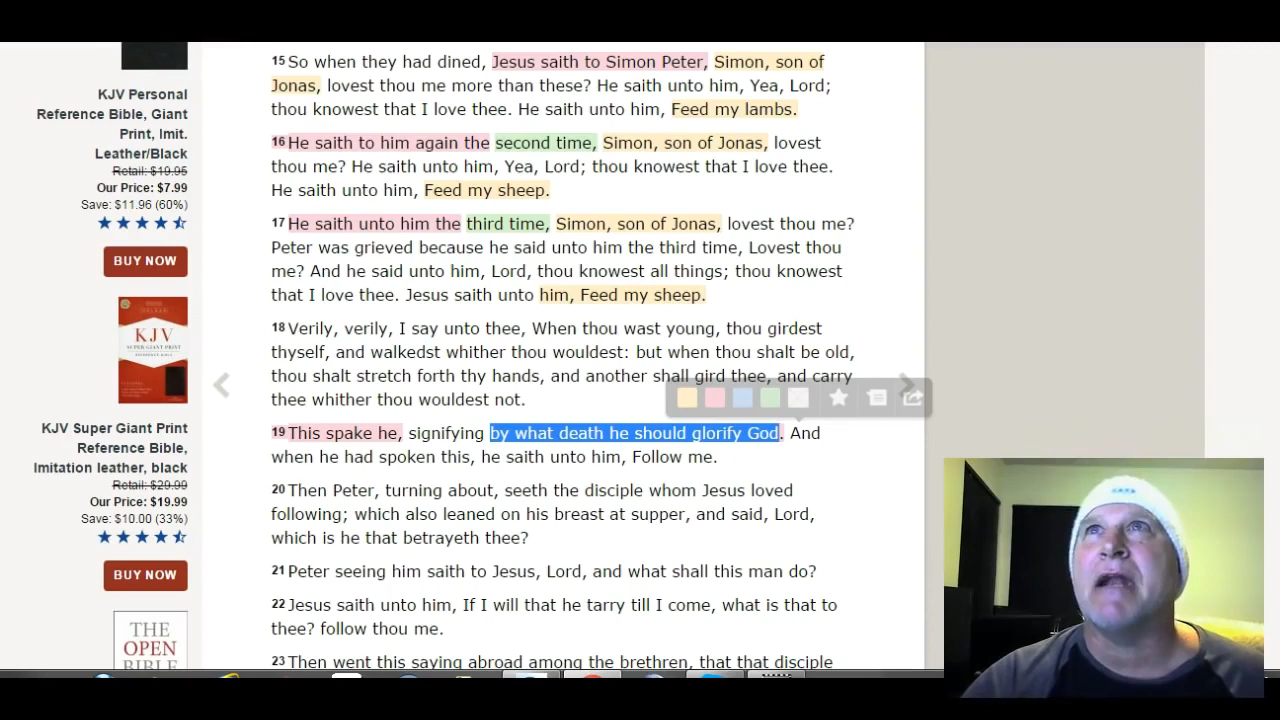 KJV Personal
Reference Bible, Giant
Print, Imit.
Leather/Black
Retail: $19.95
Our Price: $7.99
Save: $11.96 (60%)
BUY NOW
KJV
SUPER GIANT PRINT
KJV Super Giant Print
Reference Bible,
Imitation leather, black
Retail: $29.99
Our Price: $19.99
Save: $10.00 (33%)
BUY NOW
THE
OPEN
BIBLE
15 So when they had dined, Jesus saith to Simon Peter, Simon, son of
Jonas, lovest thou me more than these? He saith unto him, Yea, Lord;
thou knowest that I love thee. He saith unto him, Feed my lambs.
16 He saith to him again the second time, Simon, son of Jonas, lovest
thou me? He saith unto him, Yea, Lord; thou knowest that I love thee.
He saith unto him, Feed my sheep.
17 He saith unto him the third time, Simon, son of Jonas, lovest thou me?
Peter was grieved because he said unto him the third time, Lovest thou
me? And he said unto him, Lord, thou knowest all things; thou knowest
that I love thee. Jesus saith unto him, Feed my sheep.
18 Verily, verily, I say unto thee, When thou wast young, thou girdest
thyself, and walkedst whither thou wouldest: but when thou shalt be old,
thou shalt stretch forth thy hands, and another shall gird thee, and carry
thee whither thou wouldest not.
19 This spake he, signifying by what death he should glorify God. And
when he had spoken this, he saith unto him, Follow me.
20 Then Peter, turning about, seeth the disciple whom Jesus loved
following; which also leaned on his breast at supper, and said, Lord,
which is he that betrayeth thee?
21 Peter seeing him saith to Jesus, Lord, and what shall this man do?
22 Jesus saith unto him, If I will that he tarry till I come, what is that to
thee? follow thou me.
23 Then went this saying abroad among the brethren, that that disciple